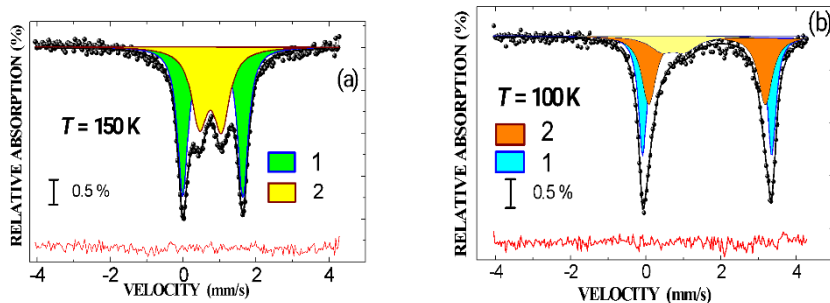 RELATIVE ABSORPTION (%)
(a)
T = 150 K
1
2
0.5 %
-4 -2 0 2 4
VELOCITY (mm/s)
RELATIVE ABSORPTION (%)
(b)
T = 100 K
2
1
0.5 %
-4 -2 0 2 4
VELOCITY (mm/s)